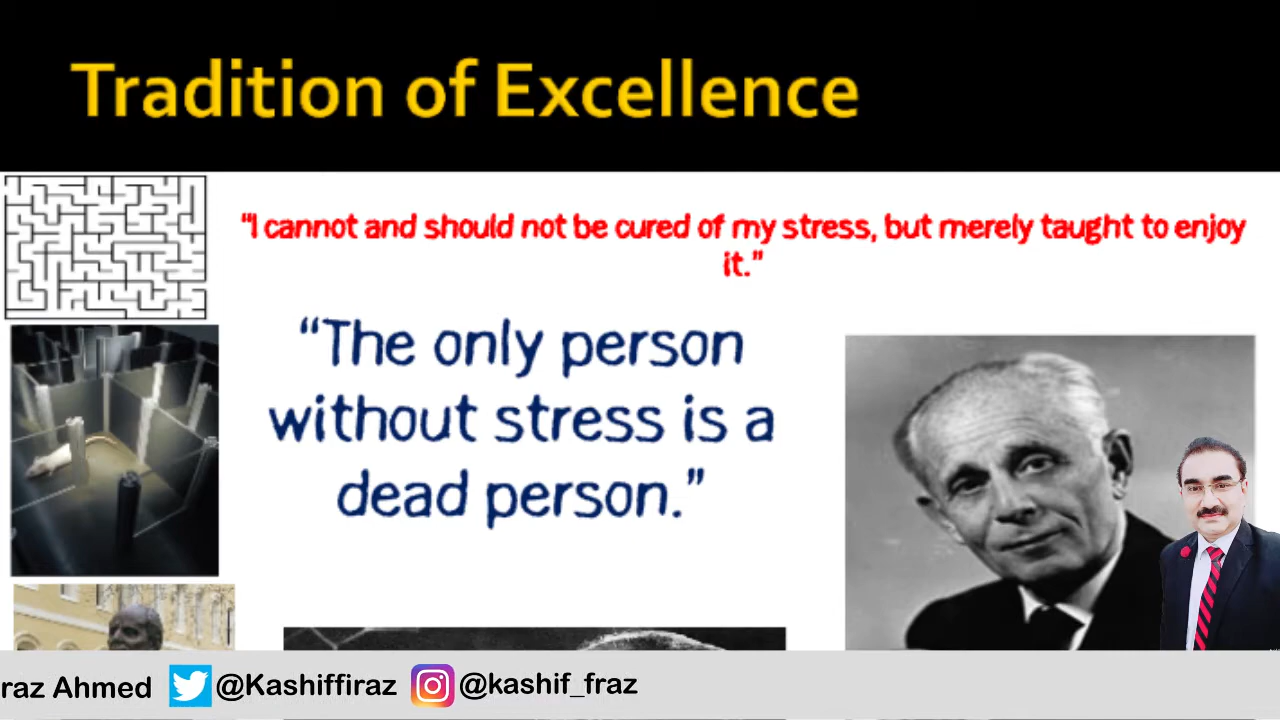 Tradition of Excellence
"I cannot and should not be cured of my stress, but merely taught to enjoy
it."
"The only person
without stress is a
dead person."
raz Ahmed @Kashiffiraz @kashif_fraz